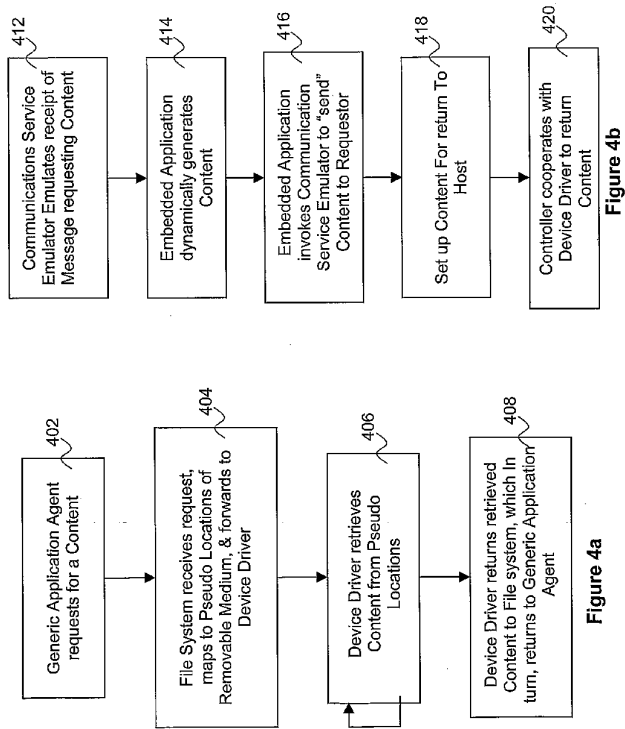 402
Generic Application Agent
requests for a Content
404
File System receives request,
maps to Pseudo Locations of
Removable Medium, & forwards to
Device Driver
406
Device Driver retrieves
Content from Pseudo
Locations
408
Device Driver returns retrieved
Content to File system, which In
turn, returns to Generic Application
Agent
Figure 4a
412
Communications Service
Emulator Emulates receipt of
Message requesting Content
414
Embedded Application
dynamically generates
Content
416
Embedded Application
invokes Communication
Service Emulator to "send"
Content to Requestor
418
Set up Content For return To
Host
420
Controller cooperates with
Device Driver to return
Content
Figure 4b